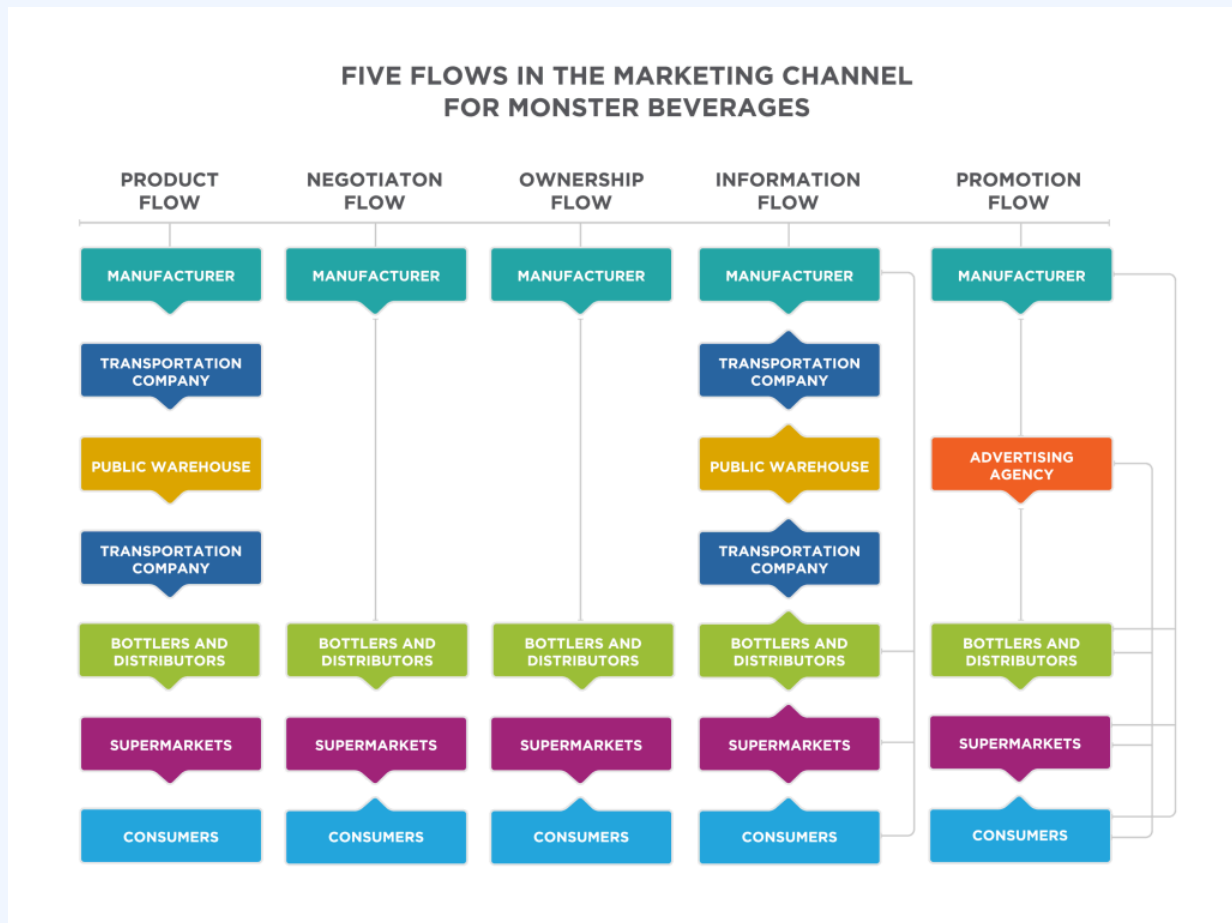 FIVE FLOWS IN THE MARKETING CHANNEL
FOR MONSTER BEVERAGES
PRODUCT
FLOW
MANUFACTURER
TRANSPORTATION
COMPANY
PUBLIC WAREHOUSE
TRANSPORTATION
COMPANY
BOTTLERS AND
DISTRIBUTORS
SUPERMARKETS
CONSUMERS
NEGOTIATON
FLOW
MANUFACTURER
BOTTLERS AND
DISTRIBUTORS
SUPERMARKETS
CONSUMERS
OWNERSHIP
FLOW
MANUFACTURER
BOTTLERS AND
DISTRIBUTORS
SUPERMARKETS
CONSUMERS
INFORMATION
FLOW
MANUFACTURER
TRANSPORTATION
COMPANY
PUBLIC WAREHOUSE
TRANSPORTATION
COMPANY
BOTTLERS AND
DISTRIBUTORS
SUPERMARKETS
CONSUMERS
PROMOTION
FLOW
MANUFACTURER
ADVERTISING
AGENCY
BOTTLERS AND
DISTRIBUTORS
SUPERMARKETS
CONSUMERS